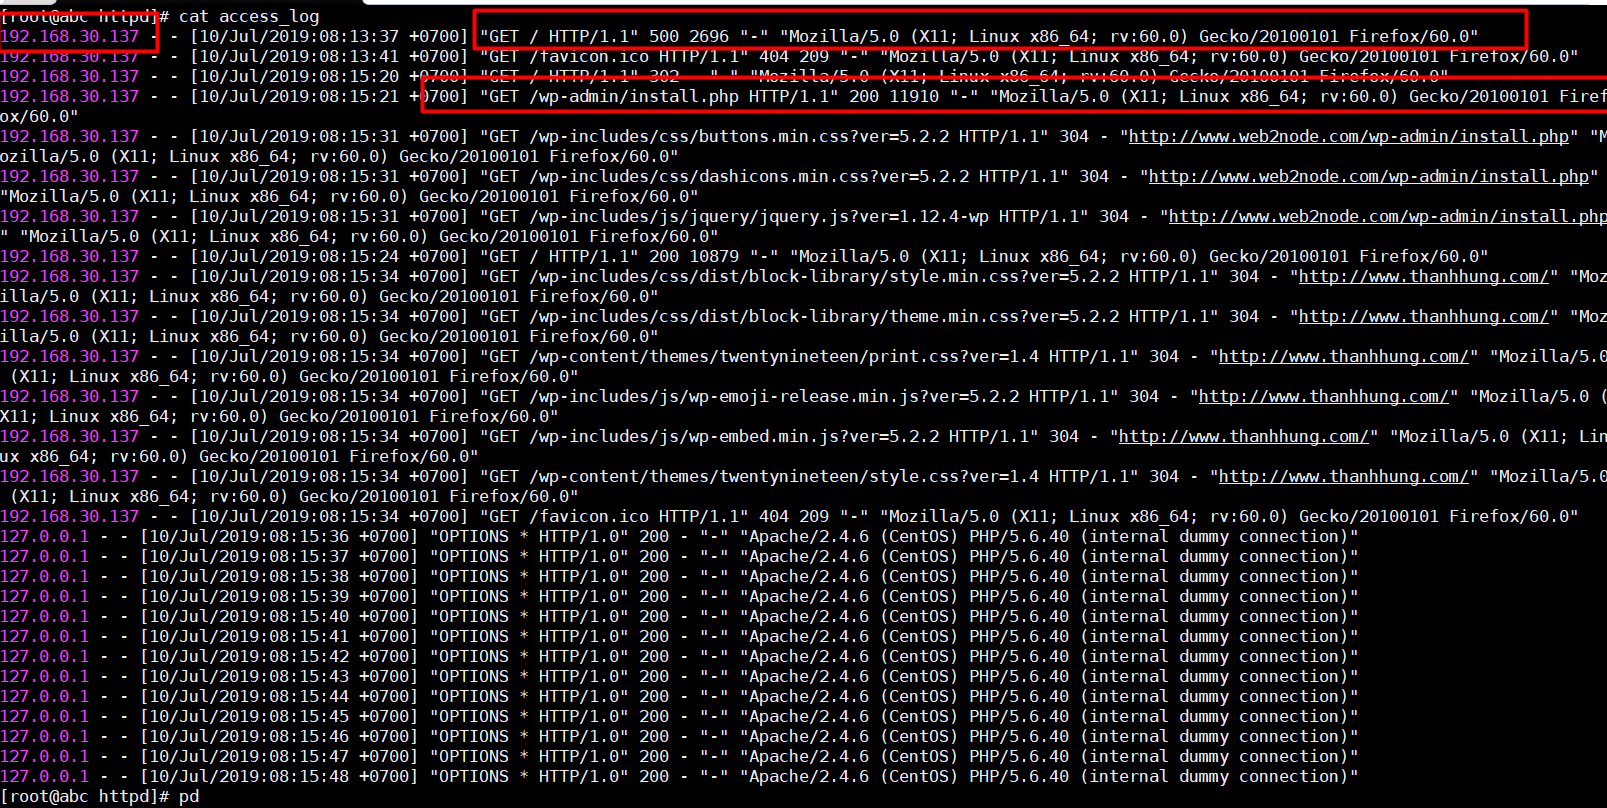 [root@abc httpd]# cat access_log
192.168.30.137 - - [10/Jul/2019:08:13:37 +0700] "GET / HTTP/1.1" 500 2696 "-" "Mozilla/5.0 (X11; Linux x86_64; rv:60.0) Gecko/20100101 Firefox/60.0"
192.168.30.137 - - [10/Jul/2019:08:13:41 +0700] "GET /favicon.ico HTTP/1.1" 404 209 "-" "Mozilla/5.0 (X11; Linux x86_64; rv:60.0) Gecko/20100101 Firefox/60.0"
192.168.30.137 - - [10/Jul/2019:08:15:20 +0700] "GET / HTTP/1.1" 302 - "-" "Mozilla/5.0 (X11; Linux x86_64; rv:60.0) Gecko/20100101 Firefox/60.0"
192.168.30.137 - - [10/Jul/2019:08:15:21 +0700] "GET /wp-admin/install.php HTTP/1.1" 200 11910 "-" "Mozilla/5.0 (X11; Linux x86_64; rv:60.0) Gecko/20100101 Firef
ox/60.0"
192.168.30.137 - - [10/Jul/2019:08:15:31 +0700] "GET /wp-includes/css/buttons.min.css?ver=5.2.2 HTTP/1.1" 304 - "http://www.web2node.com/wp-admin/install.php" "M
ozilla/5.0 (X11; Linux x86_64; rv:60.0) Gecko/20100101 Firefox/60.0"
192.168.30.137 - - [10/Jul/2019:08:15:31 +0700] "GET /wp-includes/css/dashicons.min.css?ver=5.2.2 HTTP/1.1" 304 - "http://www.web2node.com/wp-admin/install.php"
"Mozilla/5.0 (X11; Linux x86_64; rv:60.0) Gecko/20100101 Firefox/60.0"
192.168.30.137 - - [10/Jul/2019:08:15:31 +0700] "GET /wp-includes/js/jquery/jquery.js?ver=1.12.4-wp HTTP/1.1" 304 - "http://www.web2node.com/wp-admin/install.php
" "Mozilla/5.0 (X11; Linux x86_64; rv:60.0) Gecko/20100101 Firefox/60.0"
192.168.30.137 - - [10/Jul/2019:08:15:24 +0700] "GET / HTTP/1.1" 200 10879 "-" "Mozilla/5.0 (X11; Linux x86_64; rv:60.0) Gecko/20100101 Firefox/60.0"
192.168.30.137 - - [10/Jul/2019:08:15:34 +0700] "GET /wp-includes/css/dist/block-library/style.min.css?ver=5.2.2 HTTP/1.1" 304 - "http://www.thanhhung.com/" "Moz
illa/5.0 (X11; Linux x86_64; rv:60.0) Gecko/20100101 Firefox/60.0"
192.168.30.137 - - [10/Jul/2019:08:15:34 +0700] "GET /wp-includes/css/dist/block-library/theme.min.css?ver=5.2.2 HTTP/1.1" 304 - "http://www.thanhhung.com/" "Moz
illa/5.0 (X11; Linux x86_64; rv:60.0) Gecko/20100101 Firefox/60.0"
192.168.30.137 - - [10/Jul/2019:08:15:34 +0700] "GET /wp-content/themes/twentynineteen/print.css?ver=1.4 HTTP/1.1" 304 - "http://www.thanhhung.com/" "Mozilla/5.0
(X11; Linux x86_64; rv:60.0) Gecko/20100101 Firefox/60.0"
192.168.30.137 - - [10/Jul/2019:08:15:34 +0700] "GET /wp-includes/js/wp-emoji-release.min.js?ver=5.2.2 HTTP/1.1" 304 - "http://www.thanhhung.com/" "Mozilla/5.0 (
X11; Linux x86_64; rv:60.0) Gecko/20100101 Firefox/60.0"
192.168.30.137 - - [10/Jul/2019:08:15:34 +0700] "GET /wp-includes/js/wp-embed.min.js?ver=5.2.2 HTTP/1.1" 304 - "http://www.thanhhung.com/" "Mozilla/5.0 (X11; Lin
ux x86_64; rv:60.0) Gecko/20100101 Firefox/60.0"
192.168.30.137 - - [10/Jul/2019:08:15:34 +0700] "GET /wp-content/themes/twentynineteen/style.css?ver=1.4 HTTP/1.1" 304 - "http://www.thanhhung.com/" "Mozilla/5.0
(X11; Linux x86_64; rv:60.0) Gecko/20100101 Firefox/60.0"
192.168.30.137 - - [10/Jul/2019:08:15:34 +0700] "GET /favicon.ico HTTP/1.1" 404 209 "-" "Mozilla/5.0 (X11; Linux x86_64; rv:60.0) Gecko/20100101 Firefox/60.0"
127.0.0.1 - - [10/Jul/2019:08:15:36 +0700] "OPTIONS * HTTP/1.0" 200 - "-" "Apache/2.4.6 (CentOS) PHP/5.6.40 (internal dummy connection)"
127.0.0.1 - - [10/Jul/2019:08:15:37 +0700] "OPTIONS * HTTP/1.0" 200 - "-" "Apache/2.4.6 (CentOS) PHP/5.6.40 (internal dummy connection)"
127.0.0.1 - - [10/Jul/2019:08:15:38 +0700] "OPTIONS * HTTP/1.0" 200 - "-" "Apache/2.4.6 (CentOS) PHP/5.6.40 (internal dummy connection)"
127.0.0.1 - - [10/Jul/2019:08:15:39 +0700] "OPTIONS * HTTP/1.0" 200 - "-" "Apache/2.4.6 (CentOS) PHP/5.6.40 (internal dummy connection)"
127.0.0.1 - - [10/Jul/2019:08:15:40 +0700] "OPTIONS * HTTP/1.0" 200 - "-" "Apache/2.4.6 (CentOS) PHP/5.6.40 (internal dummy connection)"
127.0.0.1 - - [10/Jul/2019:08:15:41 +0700] "OPTIONS * HTTP/1.0" 200 - "-" "Apache/2.4.6 (CentOS) PHP/5.6.40 (internal dummy connection)"
127.0.0.1 - - [10/Jul/2019:08:15:42 +0700] "OPTIONS * HTTP/1.0" 200 - "-" "Apache/2.4.6 (CentOS) PHP/5.6.40 (internal dummy connection)"
127.0.0.1 - - [10/Jul/2019:08:15:43 +0700] "OPTIONS * HTTP/1.0" 200 - "-" "Apache/2.4.6 (CentOS) PHP/5.6.40 (internal dummy connection)"
127.0.0.1 - - [10/Jul/2019:08:15:44 +0700] "OPTIONS * HTTP/1.0" 200 - "-" "Apache/2.4.6 (CentOS) PHP/5.6.40 (internal dummy connection)"
127.0.0.1 - - [10/Jul/2019:08:15:45 +0700] "OPTIONS * HTTP/1.0" 200 - "-" "Apache/2.4.6 (CentOS) PHP/5.6.40 (internal dummy connection)"
127.0.0.1 - - [10/Jul/2019:08:15:46 +0700] "OPTIONS * HTTP/1.0" 200 - "-" "Apache/2.4.6 (CentOS) PHP/5.6.40 (internal dummy connection)"
127.0.0.1 - - [10/Jul/2019:08:15:47 +0700] "OPTIONS * HTTP/1.0" 200 - "-" "Apache/2.4.6 (CentOS) PHP/5.6.40 (internal dummy connection)"
127.0.0.1 - - [10/Jul/2019:08:15:48 +0700] "OPTIONS * HTTP/1.0" 200 - "-" "Apache/2.4.6 (CentOS) PHP/5.6.40 (internal dummy connection)"
[root@abc httpd]# pd